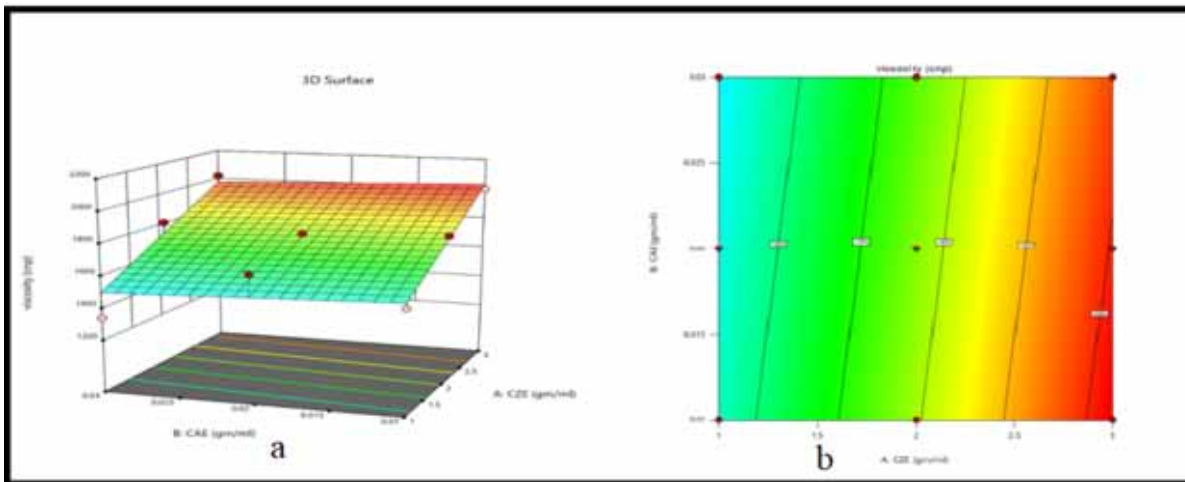 3D Surface
2200
2000
1800
1600
1400
1200
Viscosity (cmp)
0.03
0.025
0.02
0.015
0.01
B: CAE (gm/ml)
1
1.5
2
2.5
3
A: CZE (gm/ml)
a
Viscosity (cmp)
0.03
0.025
0.02
0.015
0.01
B: CAE (gm/ml)
1
1.5
2
2.5
3
A: CZE (gm/ml)
b